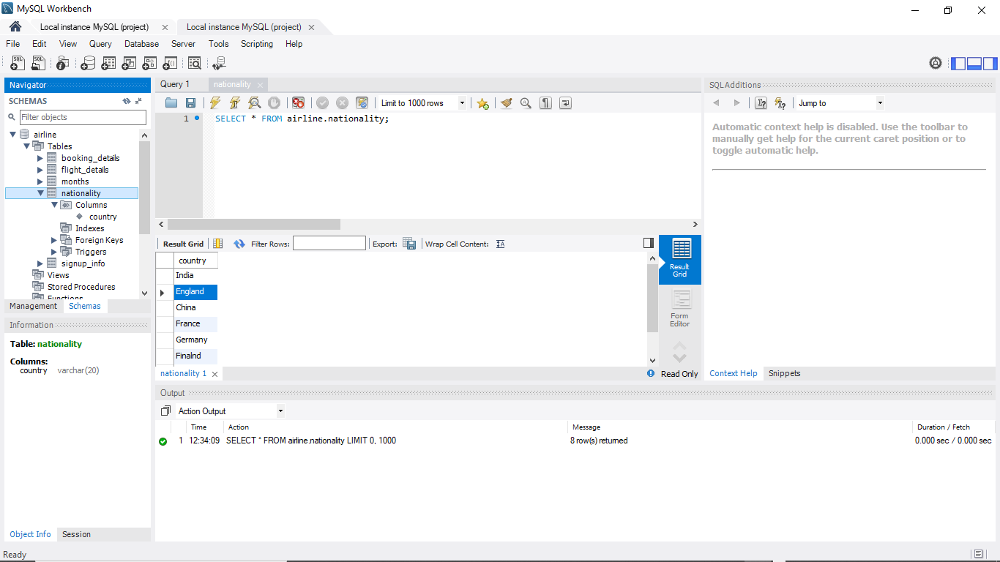 MySQL Workbench
Local instance MySQL (project)
Local instance MySQL (project)
File Edit View Query Database Server Tools Scripting Help
Navigator
SCHEMAS
Filter objects
airline
Tables
booking_details
flight_details
months
nationality
Columns
country
Indexes
Foreign Keys
Triggers
signup_info
Views
Stored Procedures
Functions
Management Schemas
Information
Table: nationality
Columns:
country varchar(20)
Object Info Session
Query 1 nationality
Limit to 1000 rows
1 SELECT * FROM airline.nationality;
Result Grid Filter Rows: Export: Wrap Cell Content:
country
India
England
China
France
Germany
Finalnd
Result
Grid
Form
Editor
nationality 1
Read Only
SQLAdditions
Jump to
Automatic context help is disabled. Use the toolbar to
manually get help for the current caret position or to
toggle automatic help.
Context Help Snippets
Output
Action Output
Time Action Message Duration / Fetch
1 12:34:09 SELECT * FROM airline.nationality LIMIT 0, 1000 8 row(s) returned 0.000 sec / 0.000 sec
Ready